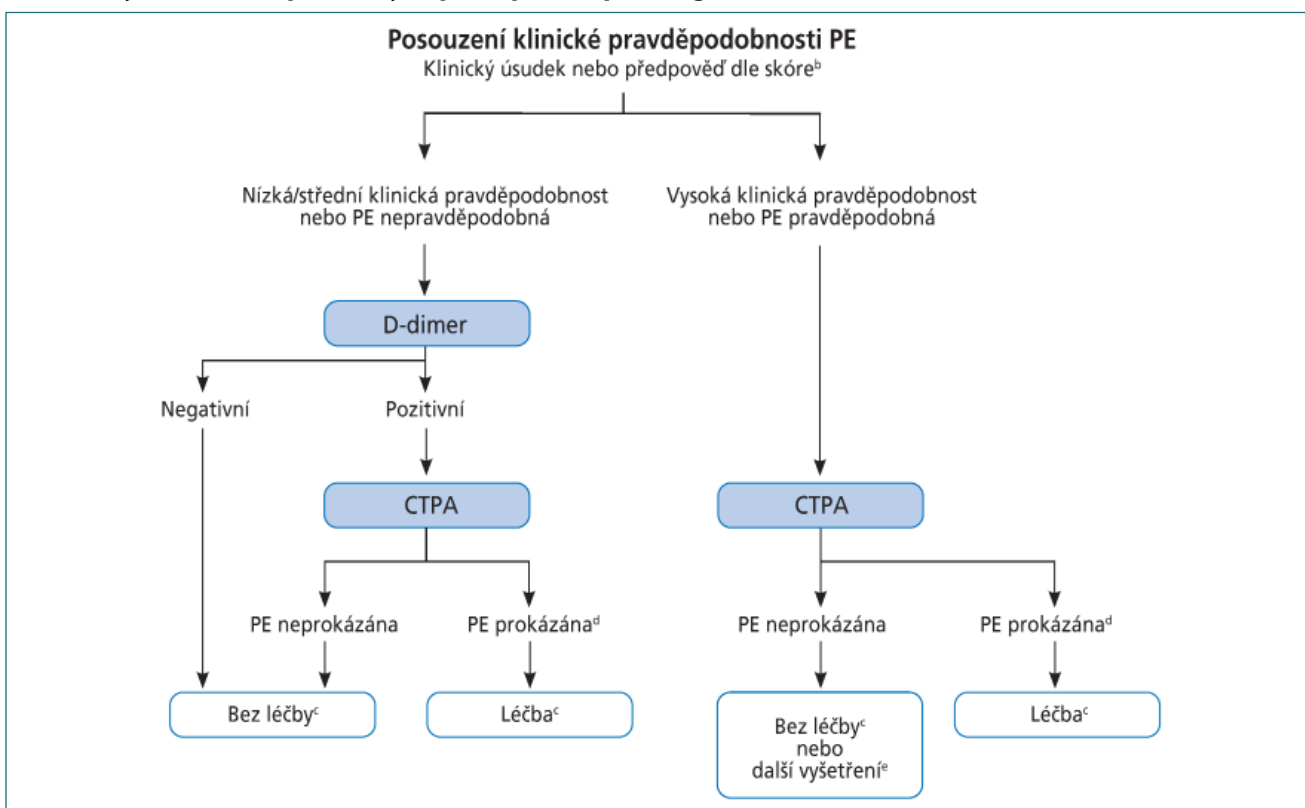 Posouzení klinické pravděpodobnosti PE
Klinický úsudek nebo předpověď dle skóreᵇ
Nízká/střední klinická pravděpodobnost
nebo PE nepravděpodobná
Vysoká klinická pravděpodobnost
nebo PE pravděpodobná
D-dimer
Negativní
Pozitivní
CTPA
CTPA
PE neprokázána
PE prokázánaᵈ
PE neprokázána
PE prokázánaᵈ
Bez léčbyᶜ
Léčbaᶜ
Bez léčbyᶜ
nebo
další vyšetřeníᵉ
Léčbaᶜ